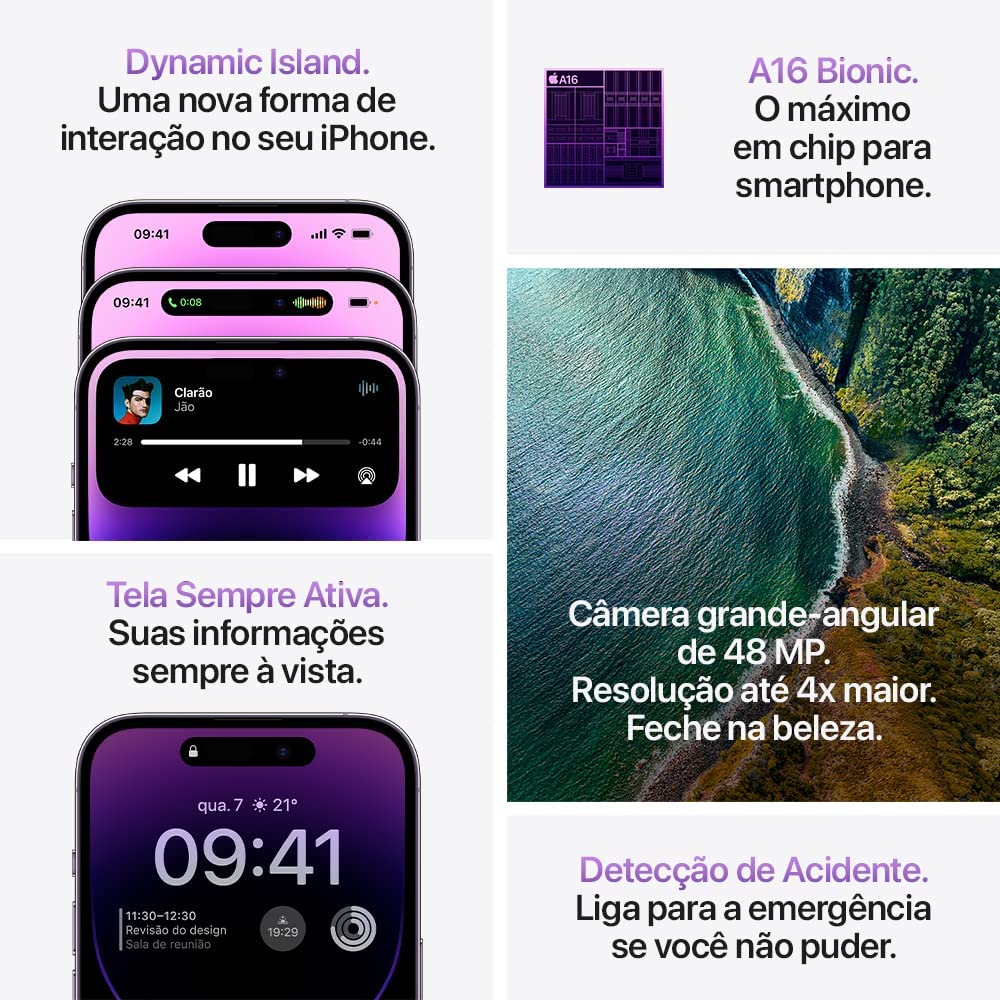 Dynamic Island.
Uma nova forma de
interação no seu iPhone.
09:41
09:41 0:08
Clarão
Jão
2:28 -0:44
A16
A16 Bionic.
O máximo
em chip para
smartphone.
Câmera grande-angular
de 48 MP.
Resolução até 4x maior.
Feche na beleza.
Tela Sempre Ativa.
Suas informações
sempre à vista.
qua. 7 21°
09:41
11:30–12:30
Revisão do design
Sala de reunião
19:29
Detecção de Acidente.
Liga para a emergência
se você não puder.